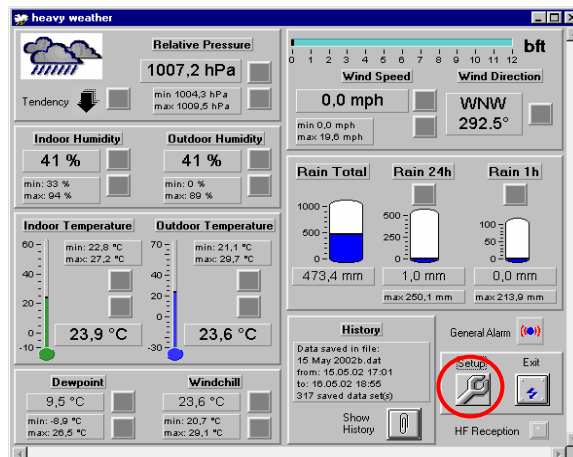 heavy weather
Relative Pressure
1007,2 hPa
Tendency
min 1004,3 hPa
max 1009,5 hPa
bft
0 1 2 3 4 5 6 7 8 9 10 11 12
Wind Speed
Wind Direction
0,0 mph
WNW
292.5°
min 0,0 mph
max 19,6 mph
Indoor Humidity
Outdoor Humidity
41 %
41 %
min: 33 %
max: 94 %
min: 0 %
max: 89 %
Rain Total
Rain 24h
Rain 1h
1000
500
0
500
250
0
100
50
0
473,4 mm
1,0 mm
0,0 mm
max 250,1 mm
max 213,9 mm
Indoor Temperature
Outdoor Temperature
60
40
20
0
-10
min: 22,8 °C
max: 27,2 °C
23,9 °C
70
40
20
0
-30
min: 21,1 °C
max: 29,7 °C
23,6 °C
Dewpoint
Windchill
9,5 °C
23,6 °C
min: -8,9 °C
max: 26,5 °C
min: 20,7 °C
max: 29,1 °C
History
Data saved in file:
15 May 2002b.dat
from: 15.05.02 17:01
to: 16.05.02 18:55
317 saved data set(s)
Show
History
General Alarm
Setup
Exit
HF Reception